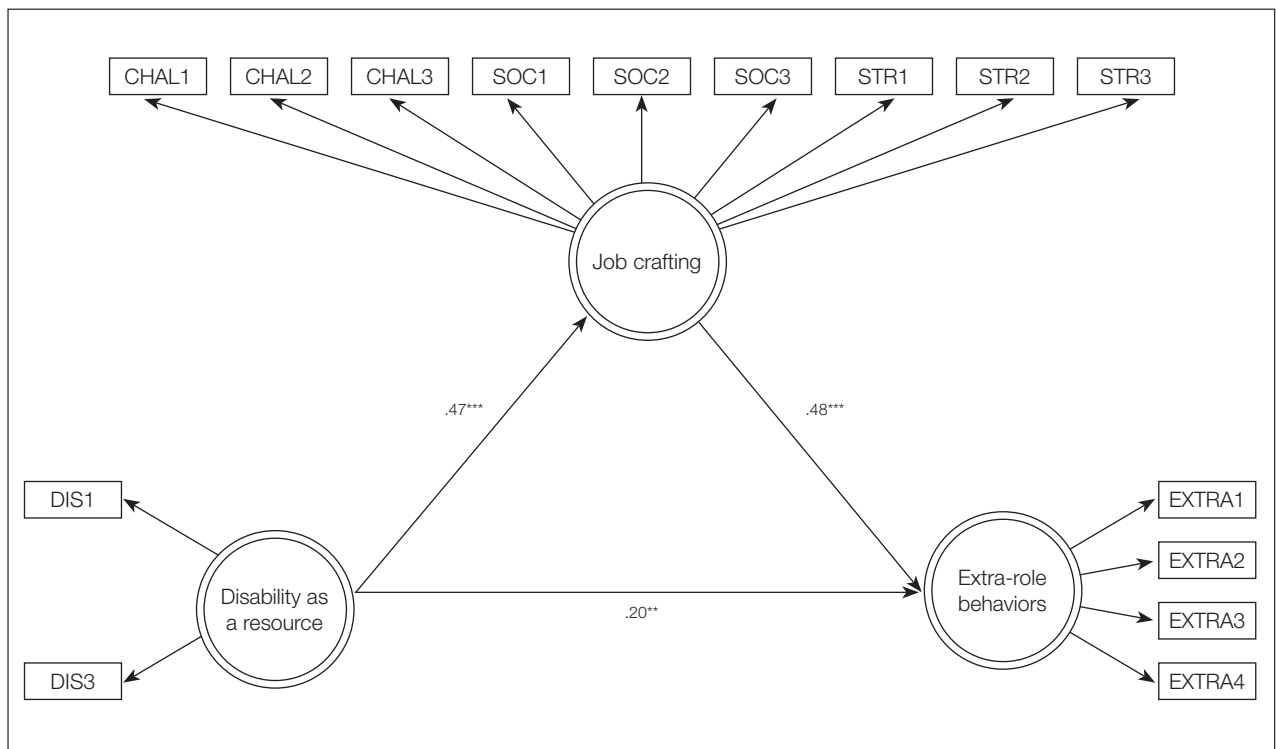 CHAL1
CHAL2
CHAL3
SOC1
SOC2
SOC3
STR1
STR2
STR3
Job crafting
.47***
.48***
DIS1
DIS3
Disability as
a resource
.20**
Extra-role
behaviors
EXTRA1
EXTRA2
EXTRA3
EXTRA4